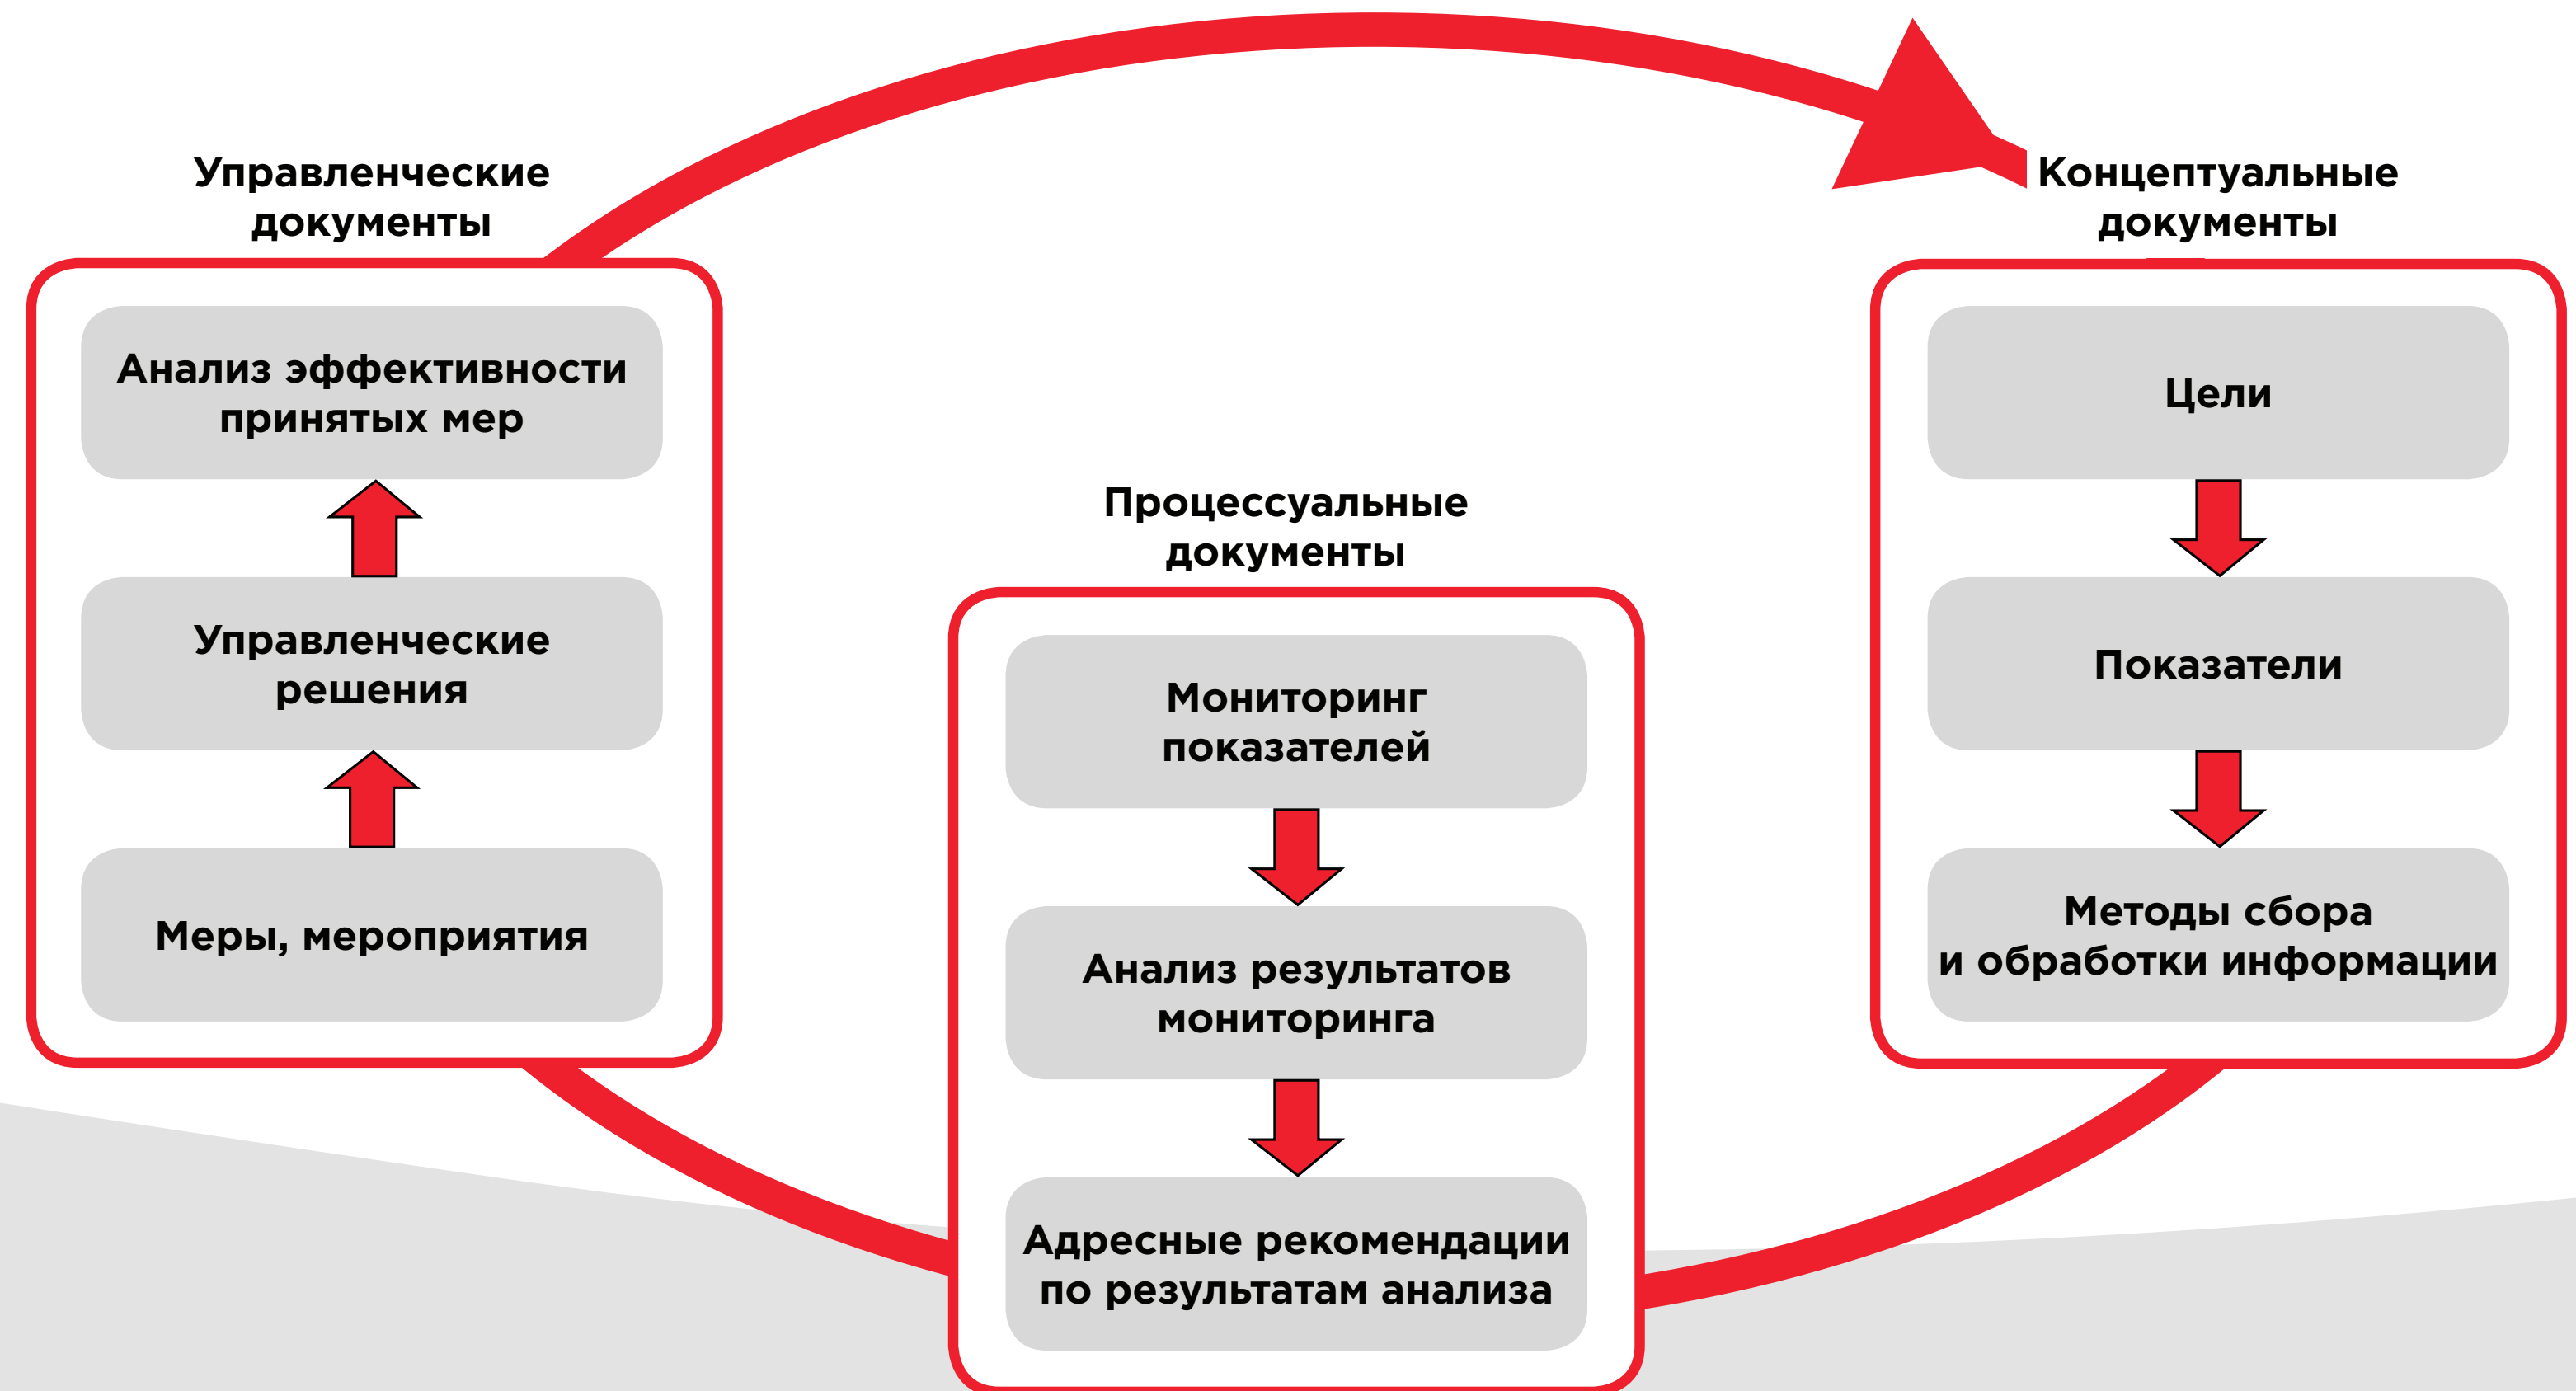 Управленческие
документы
Анализ эффективности
принятых мер
Управленческие
решения
Меры, мероприятия
Процессуальные
документы
Мониторинг
показателей
Анализ результатов
мониторинга
Адресные рекомендации
по результатам анализа
Концептуальные
документы
Цели
Показатели
Методы сбора
и обработки информации